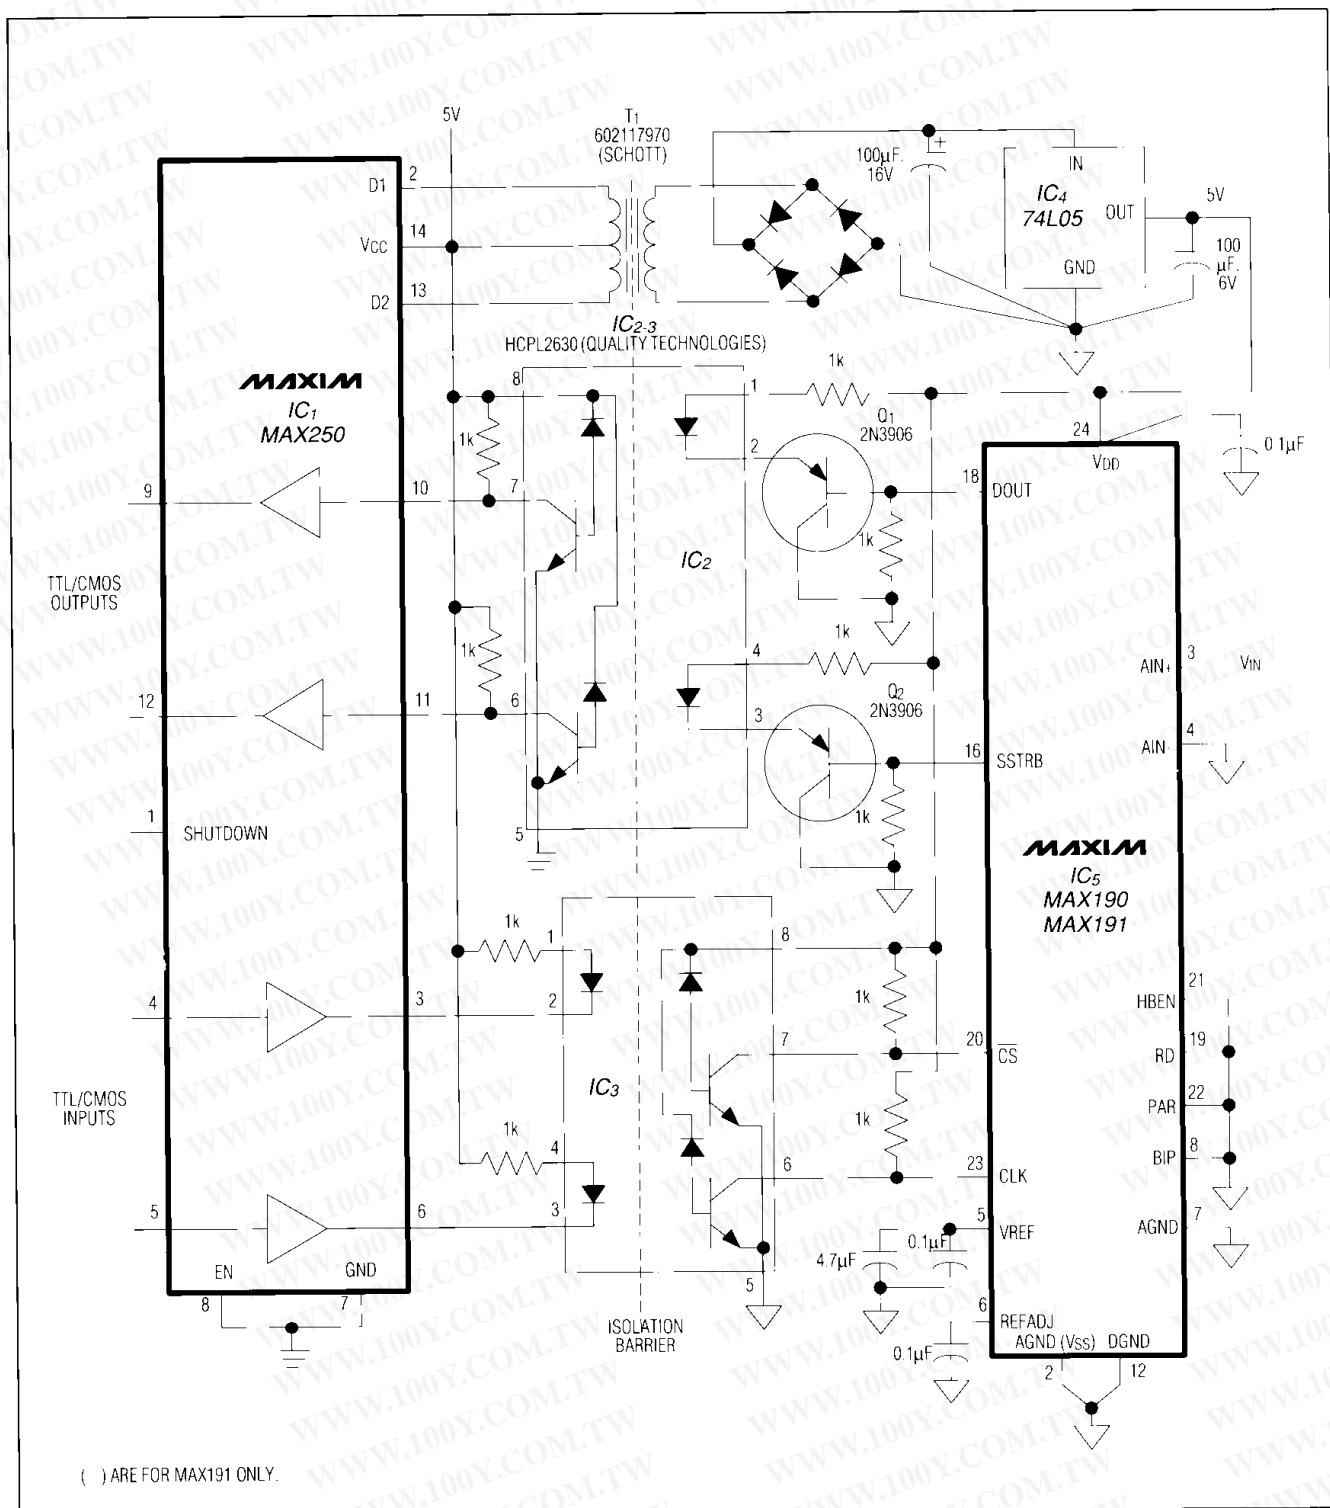 5V
T1
602117970
(SCHOTT)
100µF.
16V
+
IN
IC4
74L05
OUT
GND
5V
100
µF.
6V
D1
2
VCC
14
D2
13
IC2-3
HCPL2630 (QUALITY TECHNOLOGIES)
MAXIM
IC1
MAX250
8
1k
1
1k
Q1
2N3906
2
24
VDD
0.1µF
9
10
7
18
DOUT
1k
IC2
TTL/CMOS
OUTPUTS
1k
4
1k
3
AIN+
VIN
12
11
6
3
Q2
2N3906
4
AIN-
16
SSTRB
1k
1
SHUTDOWN
5
MAXIM
IC5
MAX190
MAX191
1k
1
8
4
3
2
1k
21
HBEN
7
20
CS
19
RD
IC3
TTL/CMOS
INPUTS
22
PAR
1k
4
1k
8
BIP
6
23
CLK
5
6
3
5
VREF
7
AGND
4.7µF
0.1µF
EN
GND
8
7
5
6
REFADJ
ISOLATION
BARRIER
0.1µF
AGND (VSS)
DGND
2
12
( ) ARE FOR MAX191 ONLY.
WWW.100Y.COM.TW